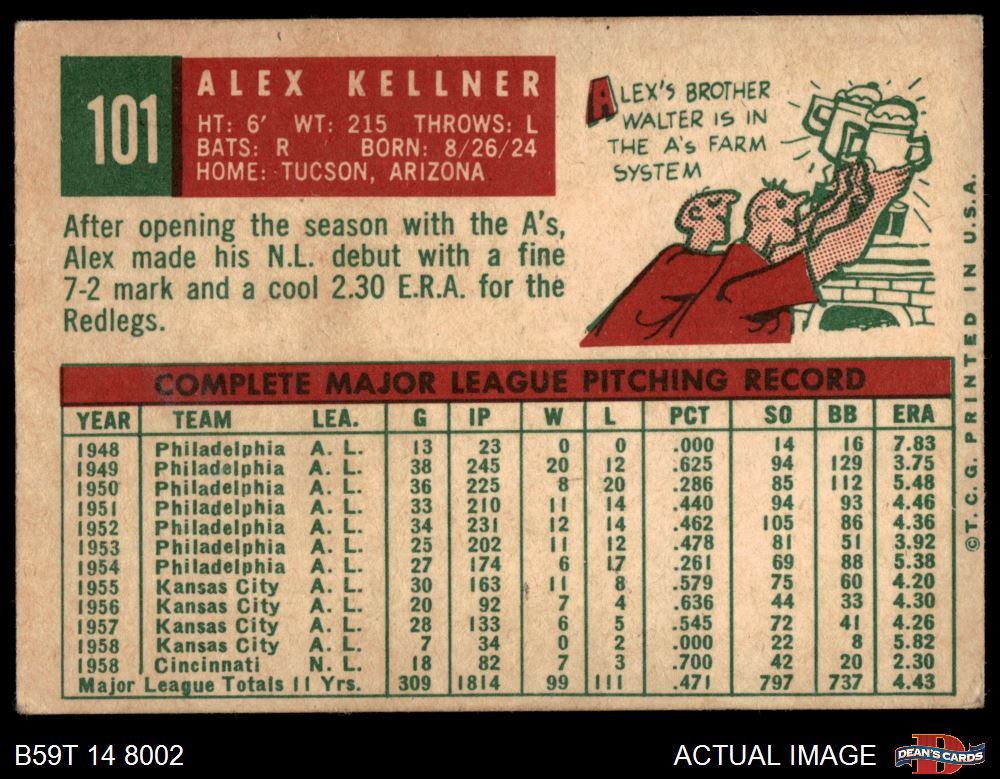 101
ALEX KELLNER
HT: 6' WT: 215 THROWS: L
BATS: R BORN: 8/26/24
HOME: TUCSON, ARIZONA
ALEX'S BROTHER
WALTER IS IN
THE A's FARM
SYSTEM
After opening the season with the A's,
Alex made his N.L. debut with a fine
7-2 mark and a cool 2.30 E.R.A. for the
Redlegs.
COMPLETE MAJOR LEAGUE PITCHING RECORD
YEAR TEAM LEA. G IP W L PCT SO BB ERA
1948 Philadelphia A. L. 13 23 0 0 .000 14 16 7.83
1949 Philadelphia A. L. 38 245 20 12 .625 94 129 3.75
1950 Philadelphia A. L. 36 225 8 20 .286 85 112 5.48
1951 Philadelphia A. L. 33 210 11 14 .440 94 93 4.46
1952 Philadelphia A. L. 34 231 12 14 .462 105 86 4.36
1953 Philadelphia A. L. 25 202 11 12 .478 81 51 3.92
1954 Philadelphia A. L. 27 174 6 17 .261 69 88 5.38
1955 Kansas City A. L. 30 163 11 8 .579 75 60 4.20
1956 Kansas City A. L. 20 92 7 4 .636 44 33 4.30
1957 Kansas City A. L. 28 133 6 5 .545 72 41 4.26
1958 Kansas City A. L. 7 34 0 2 .000 22 8 5.82
1958 Cincinnati N. L. 18 82 7 3 .700 42 20 2.30
Major League Totals 11 Yrs. 309 1814 99 111 .471 797 737 4.43
© T. C. G. PRINTED IN U.S.A.
B59T 14 8002
ACTUAL IMAGE
D
DEAN'S CARDS